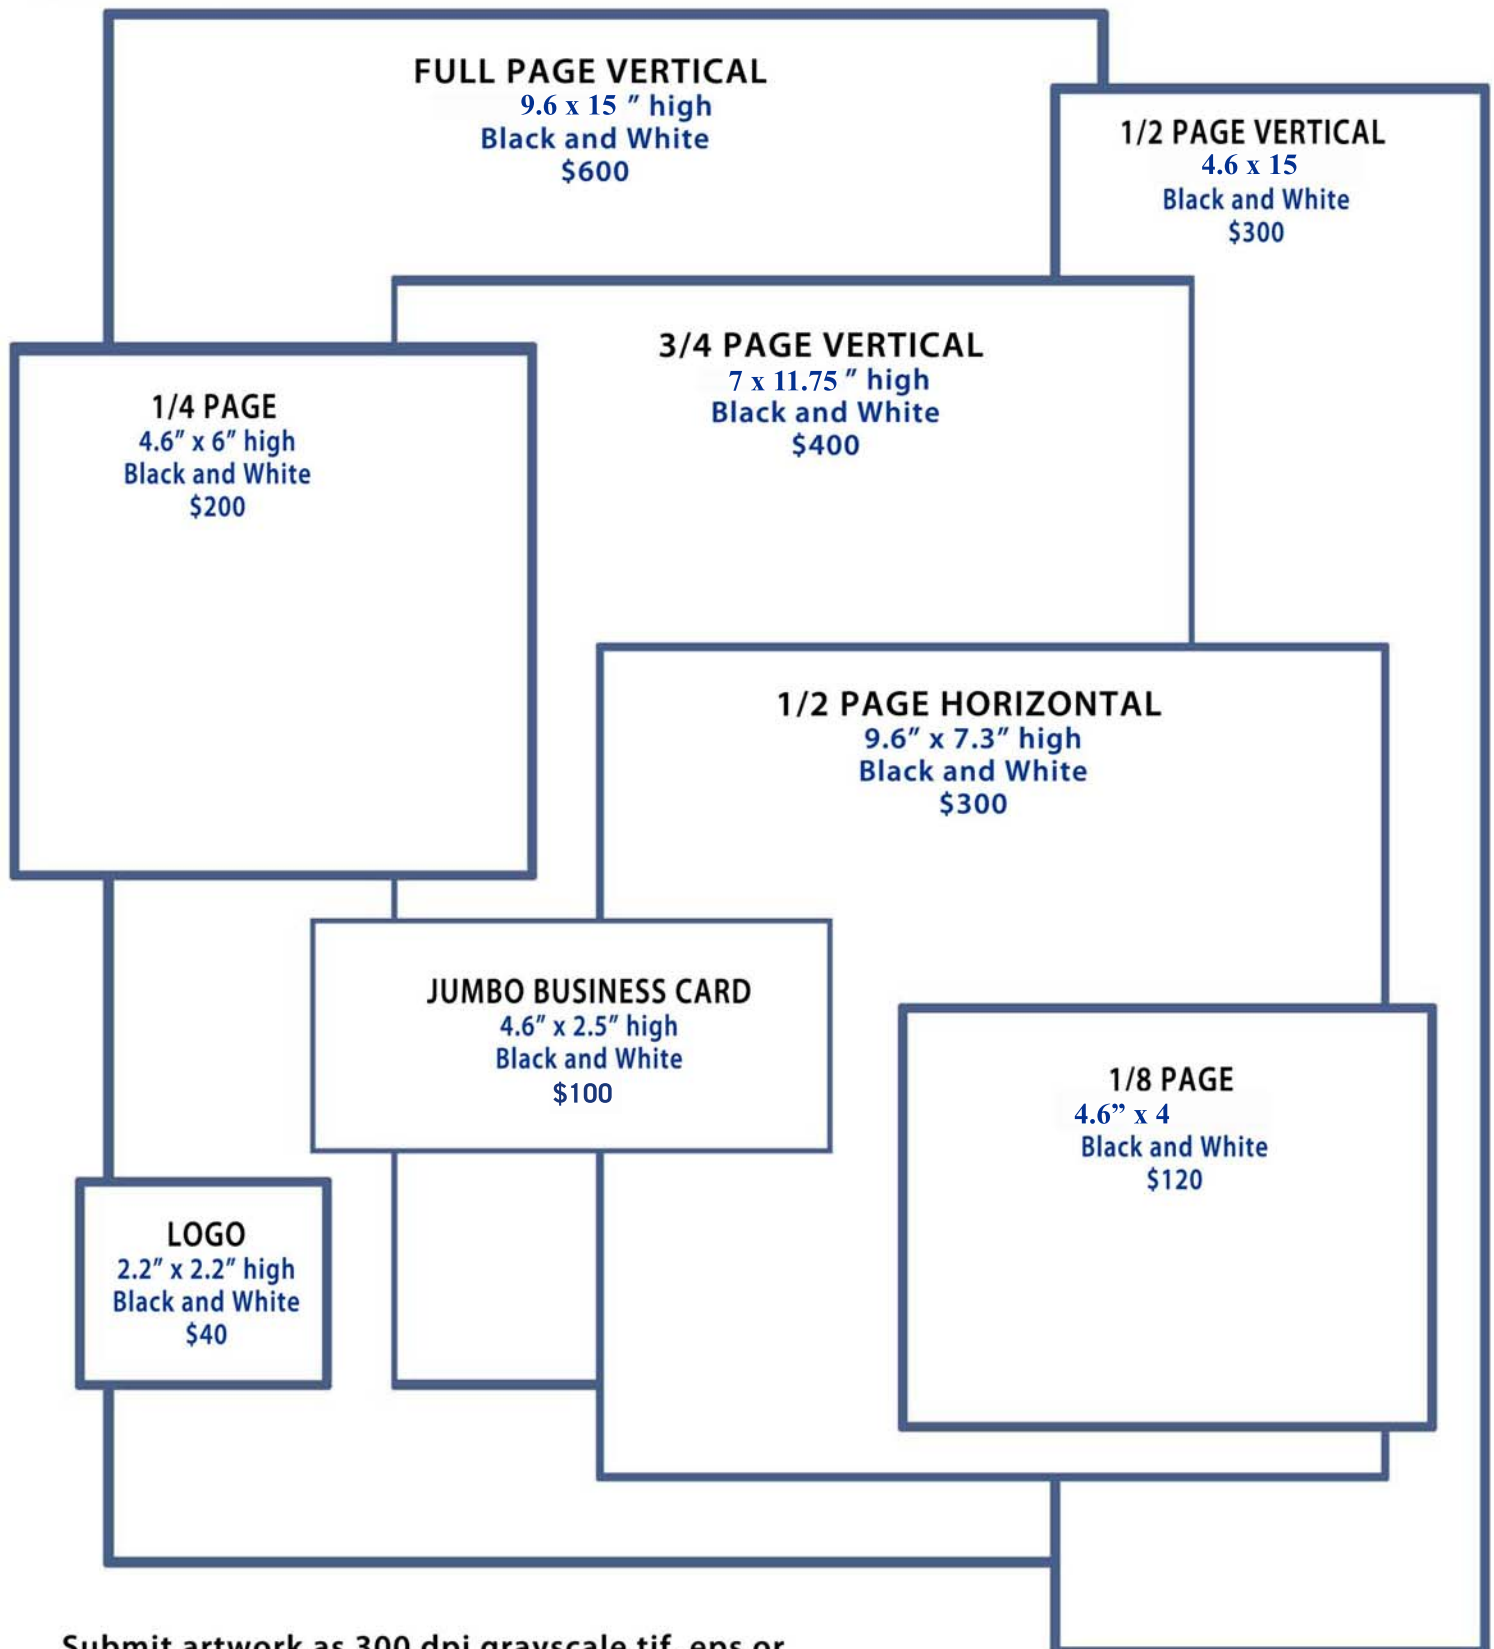 FULL PAGE VERTICAL
9.6 x 15 ” high
Black and White
$600
1/2 PAGE VERTICAL
4.6 x 15
Black and White
$300
3/4 PAGE VERTICAL
7 x 11.75 ” high
Black and White
$400
1/4 PAGE
4.6” x 6” high
Black and White
$200
1/2 PAGE HORIZONTAL
9.6” x 7.3” high
Black and White
$300
JUMBO BUSINESS CARD
4.6” x 2.5” high
Black and White
$100
1/8 PAGE
4.6” x 4
Black and White
$120
LOGO
2.2” x 2.2” high
Black and White
$40
Submit artwork as 300 dpi grayscale tif, eps or